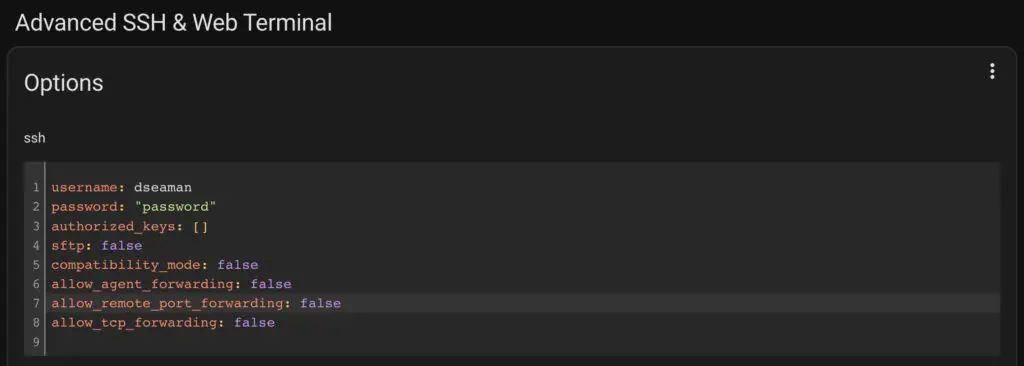 Advanced SSH & Web Terminal
Options
ssh
1 username: dseaman
2 password: "password"
3 authorized_keys: []
4 sftp: false
5 compatibility_mode: false
6 allow_agent_forwarding: false
7 allow_remote_port_forwarding: false
8 allow_tcp_forwarding: false
9